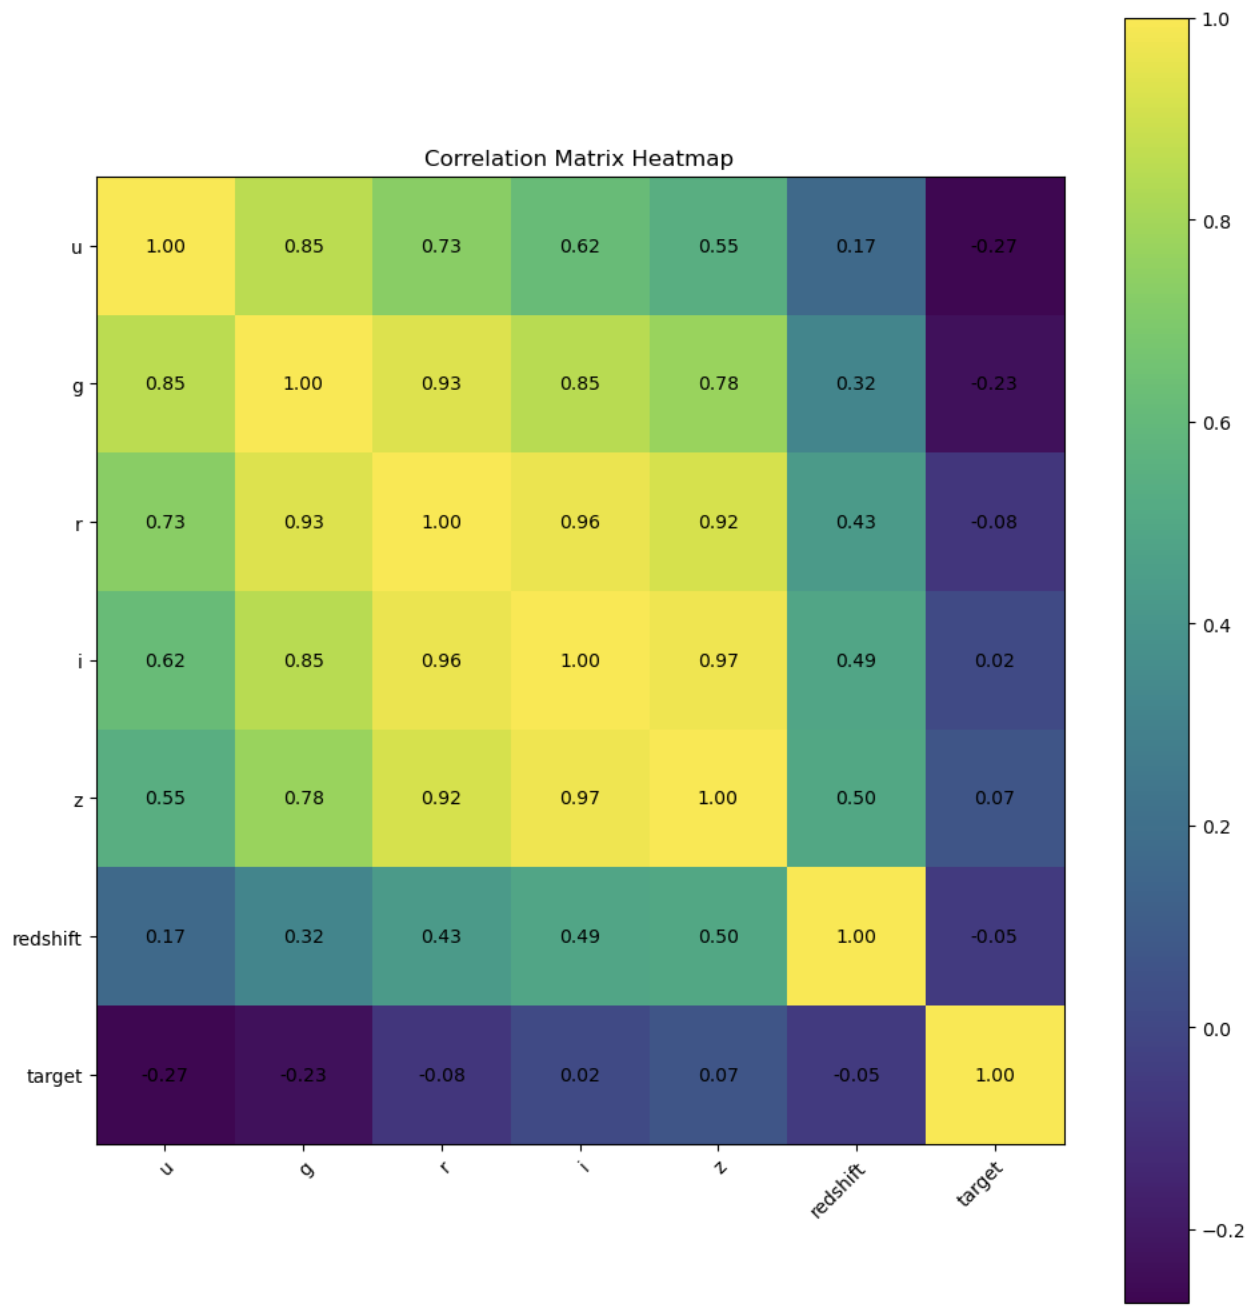 Correlation Matrix Heatmap
u 1.00 0.85 0.73 0.62 0.55 0.17 -0.27
g 0.85 1.00 0.93 0.85 0.78 0.32 -0.23
r 0.73 0.93 1.00 0.96 0.92 0.43 -0.08
i 0.62 0.85 0.96 1.00 0.97 0.49 0.02
z 0.55 0.78 0.92 0.97 1.00 0.50 0.07
redshift 0.17 0.32 0.43 0.49 0.50 1.00 -0.05
target -0.27 -0.23 -0.08 0.02 0.07 -0.05 1.00
u g r i z redshift target
1.0
0.8
0.6
0.4
0.2
0.0
−0.2